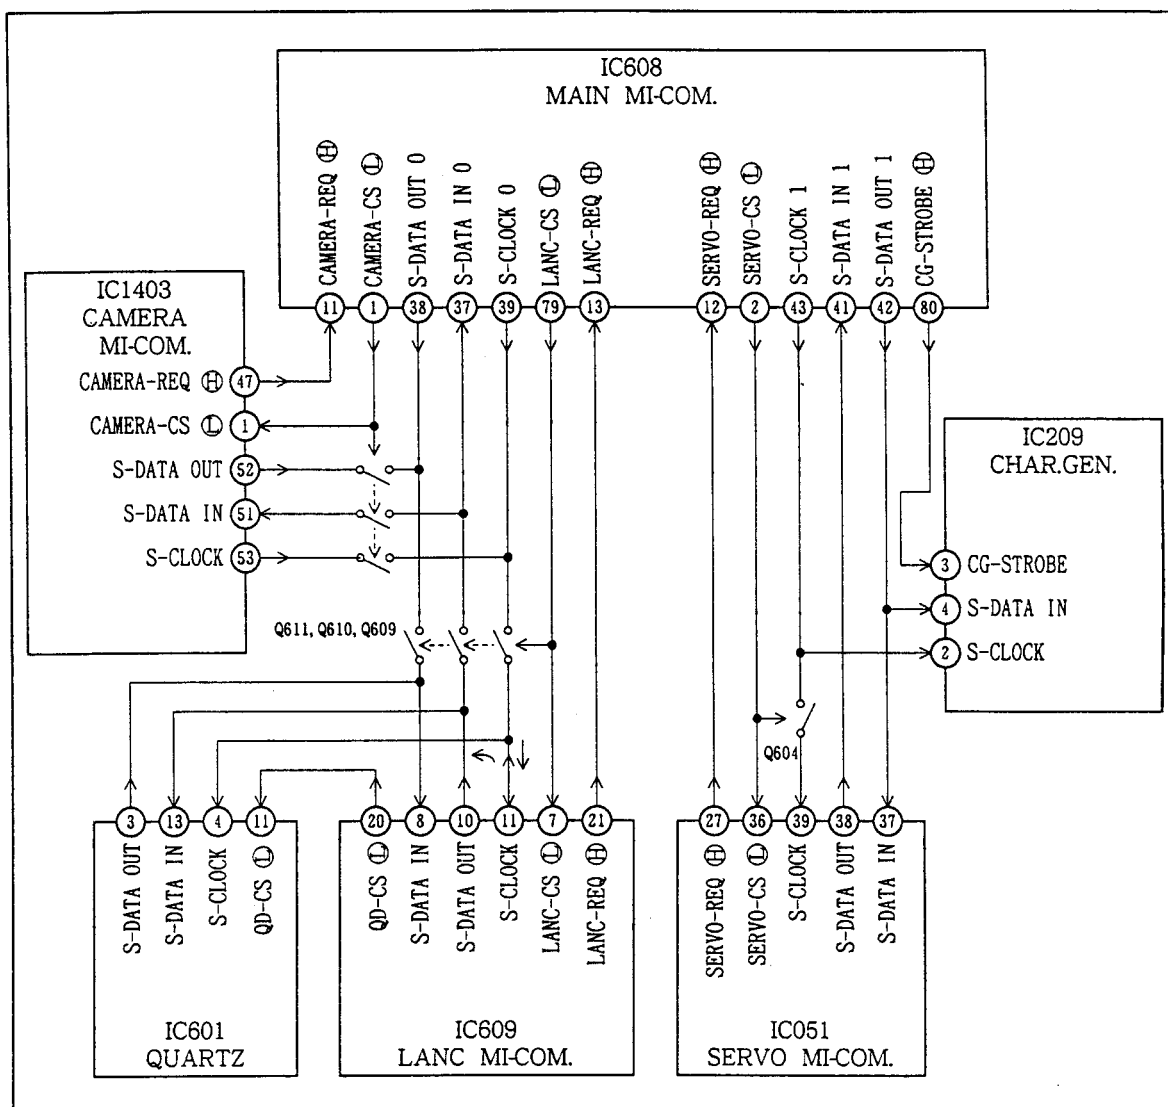 IC608
MAIN MI-COM.
CAMERA-REQ Ⓗ
CAMERA-CS Ⓛ
S-DATA OUT 0
S-DATA IN 0
S-CLOCK 0
LANC-CS Ⓛ
LANC-REQ Ⓗ
SERVO-REQ Ⓗ
SERVO-CS Ⓛ
S-CLOCK 1
S-DATA IN 1
S-DATA OUT 1
CG-STROBE Ⓗ
11 1 38 37 39 79 13 12 2 43 41 42 80
IC1403
CAMERA
MI-COM.
CAMERA-REQ Ⓗ 47
CAMERA-CS Ⓛ 1
S-DATA OUT 52
S-DATA IN 51
S-CLOCK 53
IC209
CHAR.GEN.
3 CG-STROBE
4 S-DATA IN
2 S-CLOCK
Q611, Q610, Q609
Q604
3 13 4 11
S-DATA OUT
S-DATA IN
S-CLOCK
QD-CS Ⓛ
IC601
QUARTZ
20 8 10 11 7 21
QD-CS Ⓛ
S-DATA IN
S-DATA OUT
S-CLOCK
LANC-CS Ⓛ
LANC-REQ Ⓗ
IC609
LANC MI-COM.
27 36 39 38 37
SERVO-REQ Ⓗ
SERVO-CS Ⓛ
S-CLOCK
S-DATA OUT
S-DATA IN
IC051
SERVO MI-COM.